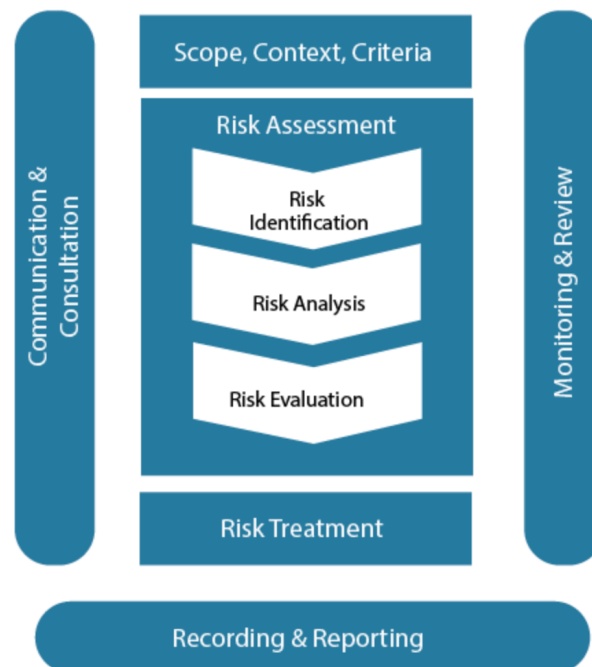 Scope, Context, Criteria
Risk Assessment
Risk
Identification
Risk Analysis
Risk Evaluation
Risk Treatment
Communication &
Consultation
Monitoring & Review
Recording & Reporting